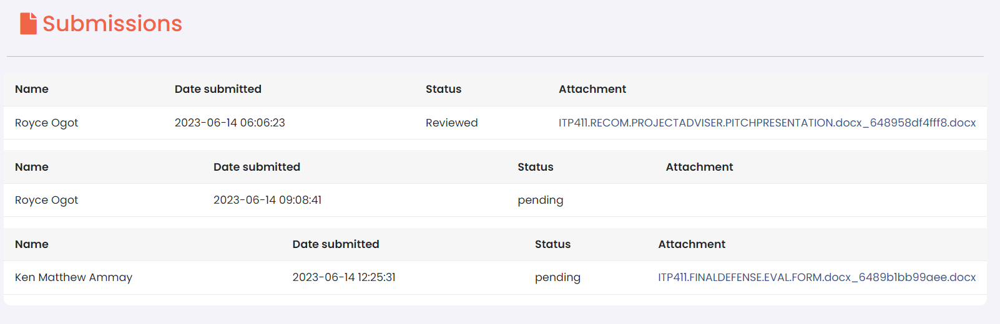 Submissions
Name Date submitted Status Attachment
Royce Ogot 2023-06-14 06:06:23 Reviewed ITP411.RECOM.PROJECTADVISER.PITCHPRESENTATION.docx_648958df4fff8.docx
Name Date submitted Status Attachment
Royce Ogot 2023-06-14 09:08:41 pending
Name Date submitted Status Attachment
Ken Matthew Ammay 2023-06-14 12:25:31 pending ITP411.FINALDEFENSE.EVAL.FORM.docx_6489b1bb99aee.docx